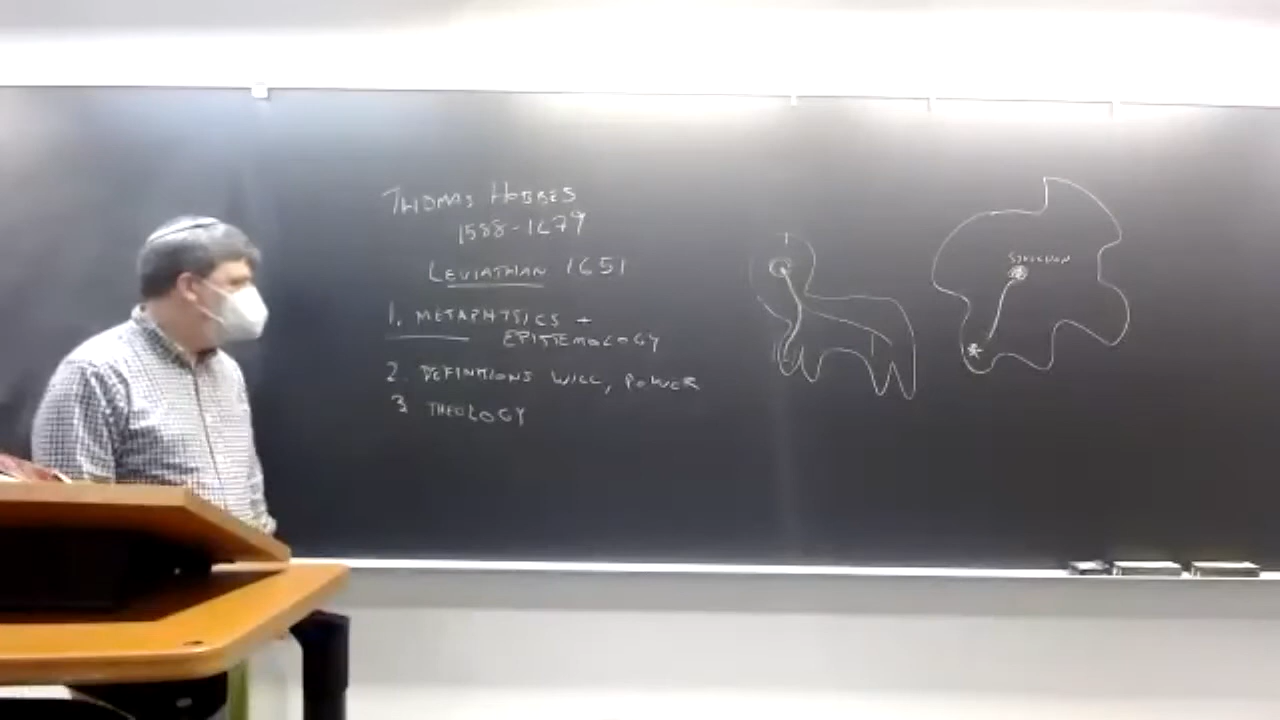 THOMAS HOBBES
1588-1679
LEVIATHAN 1651
1. METAPHYSICS +
EPISTEMOLOGY
2. DEFINITIONS WILL, POWER
3 THEOLOGY